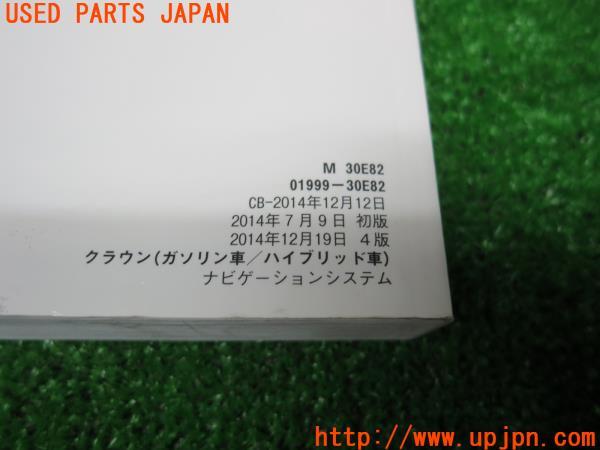 USED PARTS JAPAN
M 30E82
01999-30E82
CB-2014年12月12日
2014年7月9日 初版
2014年12月19日 4版
クラウン(ガソリン車/ハイブリッド車)
ナビゲーションシステム
http://www.upjpn.com/